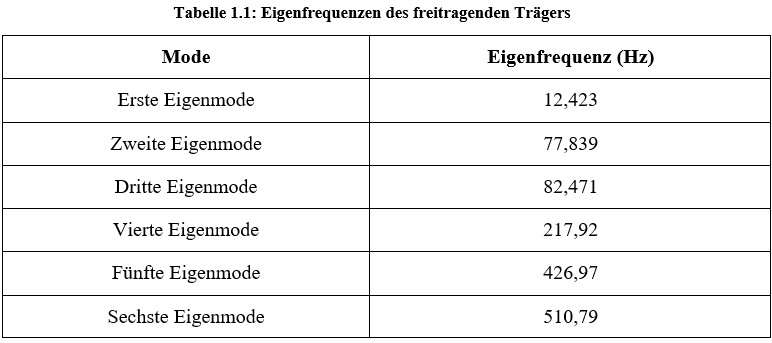 Tabelle 1.1: Eigenfrequenzen des freitragenden Trägers
Mode Eigenfrequenz (Hz)
Erste Eigenmode 12,423
Zweite Eigenmode 77,839
Dritte Eigenmode 82,471
Vierte Eigenmode 217,92
Fünfte Eigenmode 426,97
Sechste Eigenmode 510,79